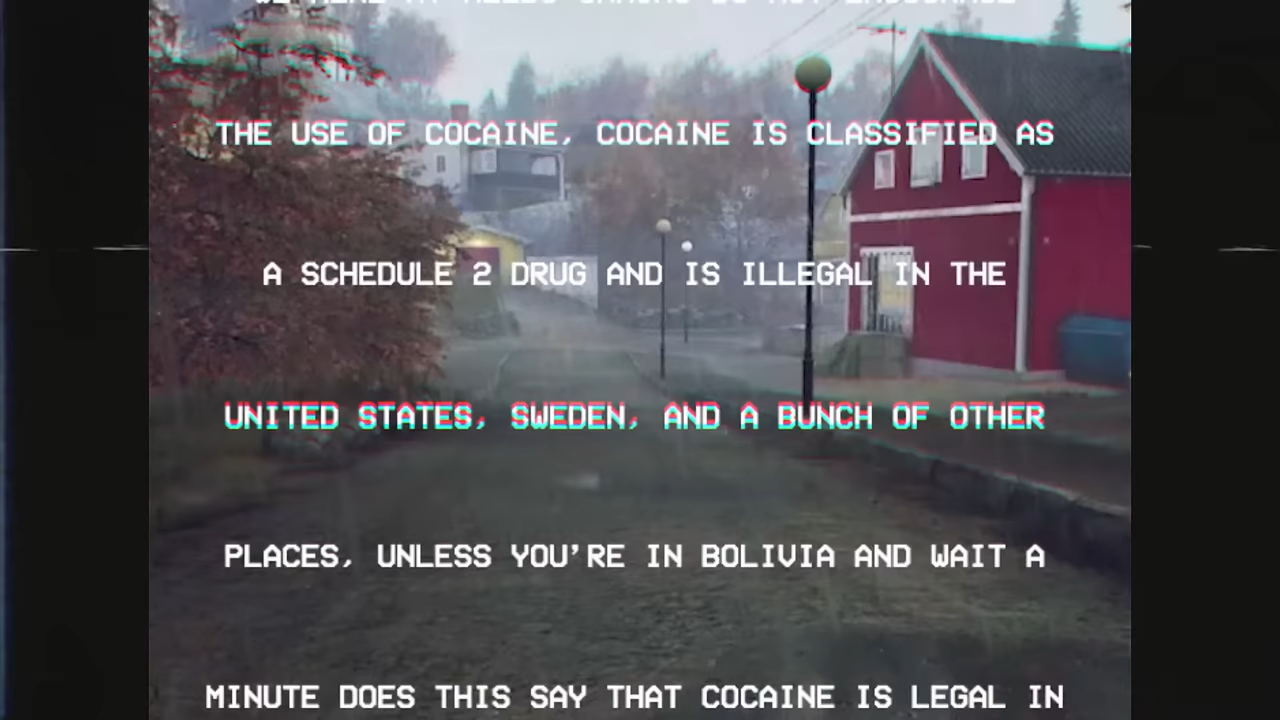 THE USE OF COCAINE, COCAINE IS CLASSIFIED AS
A SCHEDULE 2 DRUG AND IS ILLEGAL IN THE
UNITED STATES, SWEDEN, AND A BUNCH OF OTHER
PLACES, UNLESS YOU'RE IN BOLIVIA AND WAIT A
MINUTE DOES THIS SAY THAT COCAINE IS LEGAL IN